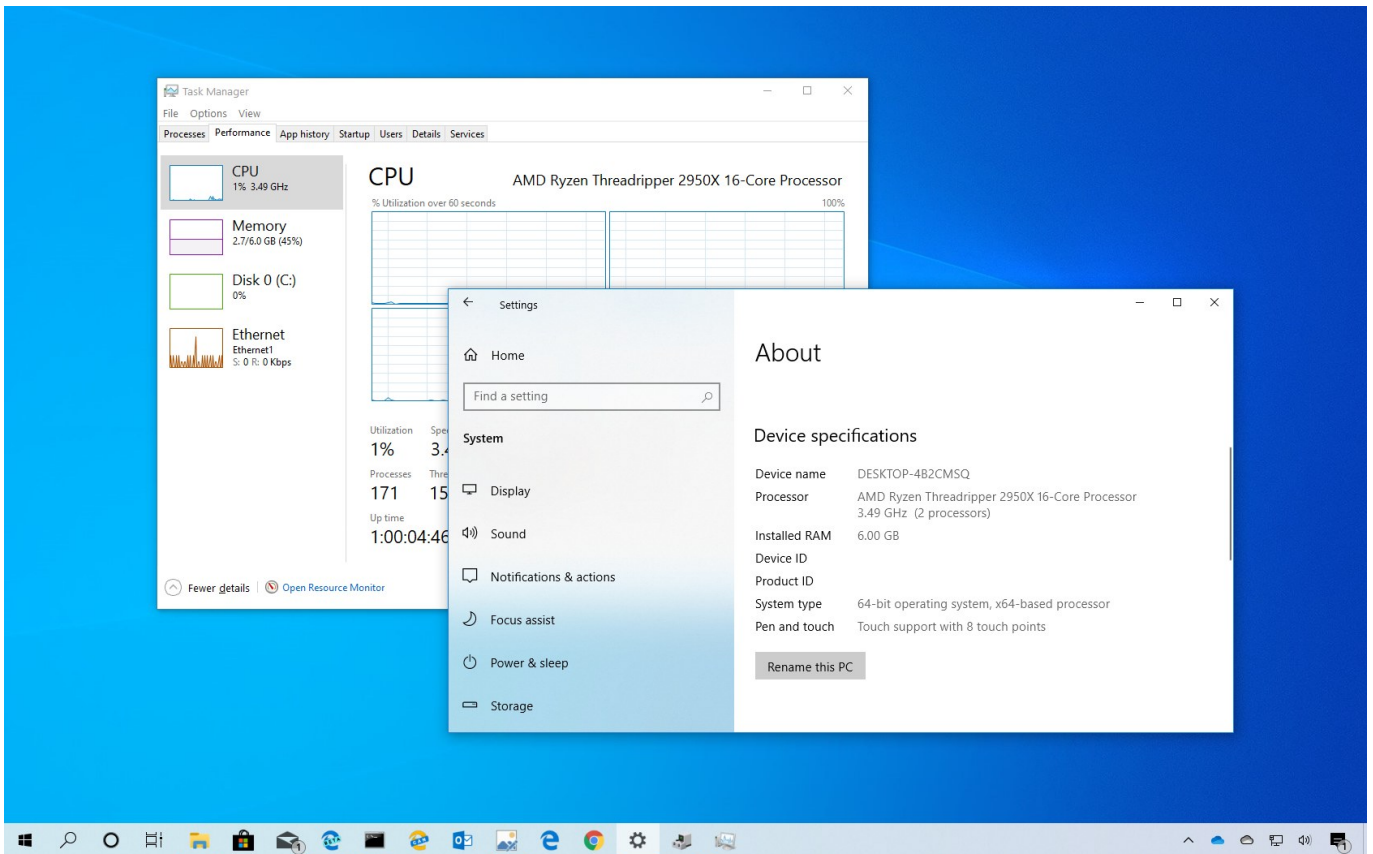 Task Manager
File Options View
Processes Performance App history Startup Users Details Services
CPU
1% 3.49 GHz
Memory
2.7/6.0 GB (45%)
Disk 0 (C:)
0%
Ethernet
Ethernet1
S: 0 R: 0 Kbps
CPU AMD Ryzen Threadripper 2950X 16-Core Processor
% Utilization over 60 seconds 100%
Utilization
1%
Processes
171 15
Up time
1:00:04:46
Fewer details Open Resource Monitor
Settings
Home
Find a setting
System
Display
Sound
Notifications & actions
Focus assist
Power & sleep
Storage
About
Device specifications
Device name DESKTOP-4B2CMSQ
Processor AMD Ryzen Threadripper 2950X 16-Core Processor
3.49 GHz (2 processors)
Installed RAM 6.00 GB
Device ID
Product ID
System type 64-bit operating system, x64-based processor
Pen and touch Touch support with 8 touch points
Rename this PC